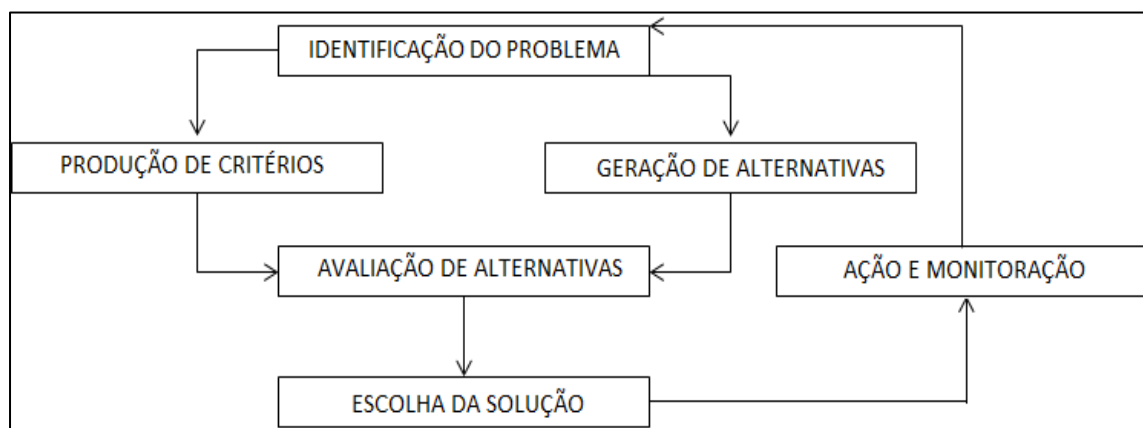 IDENTIFICAÇÃO DO PROBLEMA
PRODUÇÃO DE CRITÉRIOS
GERAÇÃO DE ALTERNATIVAS
AVALIAÇÃO DE ALTERNATIVAS
AÇÃO E MONITORAÇÃO
ESCOLHA DA SOLUÇÃO